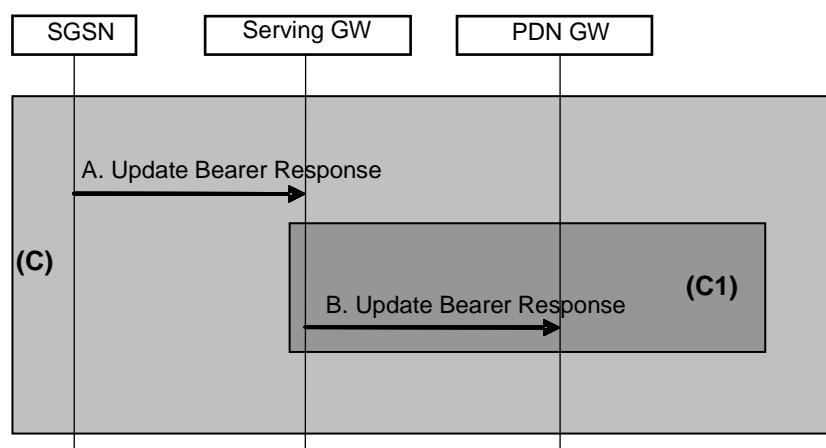 SGSN
Serving GW
PDN GW
A. Update Bearer Response
(C)
(C1)
B. Update Bearer Response